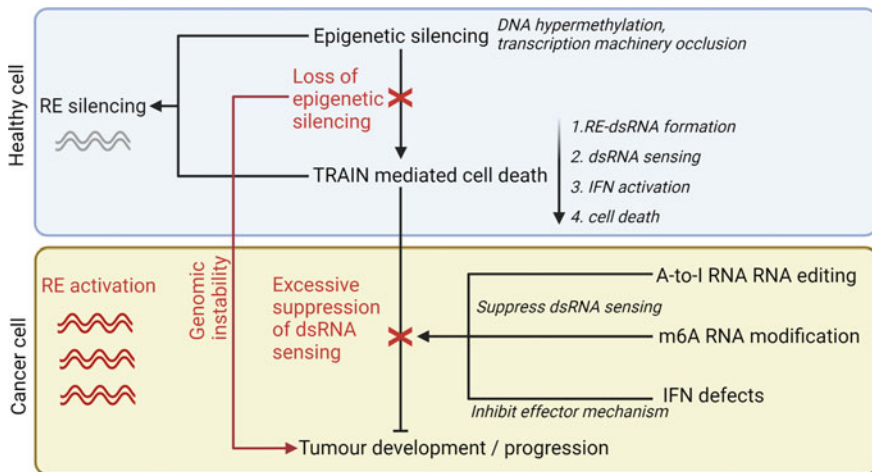 Healthy cell
Epigenetic silencing
DNA hypermethylation,
transcription machinery occlusion
Loss of
epigenetic
silencing
RE silencing
1.RE-dsRNA formation
2. dsRNA sensing
3. IFN activation
4. cell death
TRAIN mediated cell death
Cancer cell
RE activation
Genomic
instability
Excessive
suppression
of dsRNA
sensing
A-to-I RNA RNA editing
Suppress dsRNA sensing
m6A RNA modification
IFN defects
Inhibit effector mechanism
Tumour development / progression